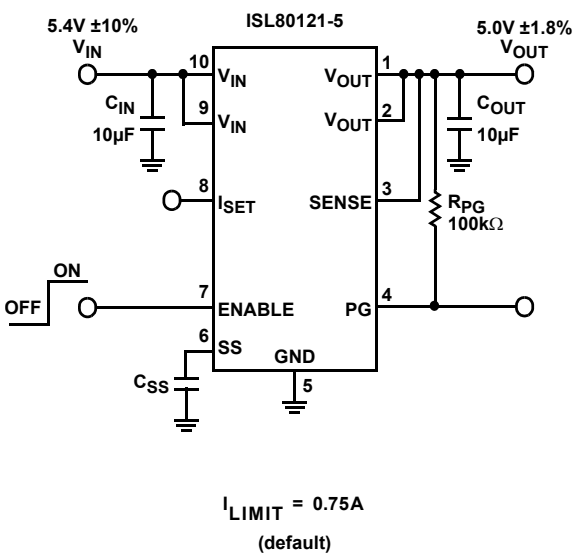 ISL80121-5
5.4V ±10%
VIN
5.0V ±1.8%
VOUT
10
VIN
1
VOUT
CIN
10µF
9
VIN
2
VOUT
COUT
10µF
8
ISET
3
SENSE
RPG
100kΩ
ON
OFF
7
ENABLE
4
PG
6
SS
CSS
GND
5
ILIMIT = 0.75A
(default)